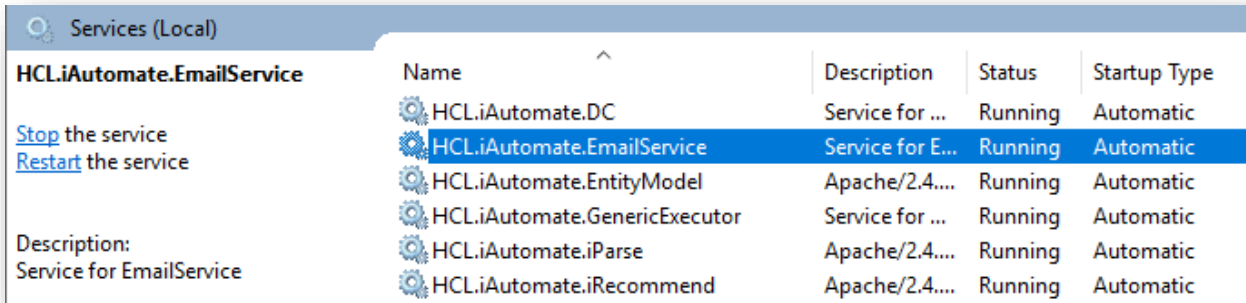 Services (Local)
HCL.iAutomate.EmailService
Stop the service
Restart the service
Description:
Service for EmailService
Name Description Status Startup Type
HCL.iAutomate.DC Service for ... Running Automatic
HCL.iAutomate.EmailService Service for E... Running Automatic
HCL.iAutomate.EntityModel Apache/2.4.... Running Automatic
HCL.iAutomate.GenericExecutor Service for ... Running Automatic
HCL.iAutomate.iParse Apache/2.4.... Running Automatic
HCL.iAutomate.iRecommend Apache/2.4.... Running Automatic